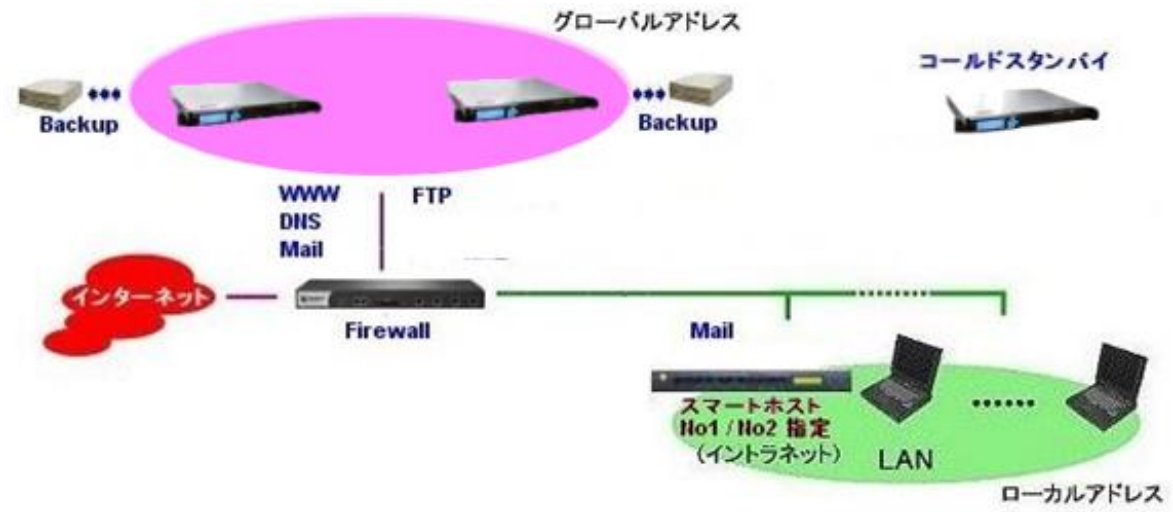 グローバルアドレス
コールドスタンバイ
Backup
Backup
WWW
FTP
DNS
Mail
インターネット
Firewall
Mail
スマートホスト
No1 / No2 指定
(イントラネット)
LAN
ローカルアドレス